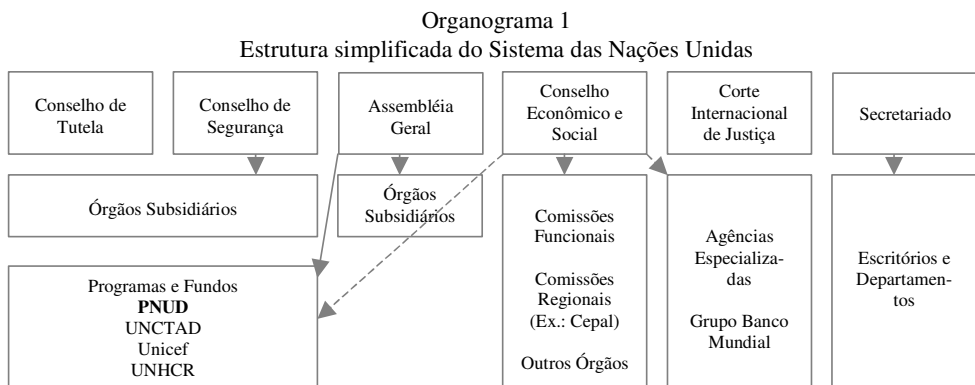 Organograma 1
Estrutura simplificada do Sistema das Nações Unidas
Conselho de
Tutela
Conselho de
Segurança
Assembléia
Geral
Conselho
Econômico e
Social
Corte
Internacional
de Justiça
Secretariado
Órgãos Subsidiários
Órgãos
Subsidiários
Programas e Fundos
PNUD
UNCTAD
Unicef
UNHCR
Comissões
Funcionais
Comissões
Regionais
(Ex.: Cepal)
Outros Órgãos
Agências
Especializa-
das
Grupo Banco
Mundial
Escritórios e
Departamen-
tos